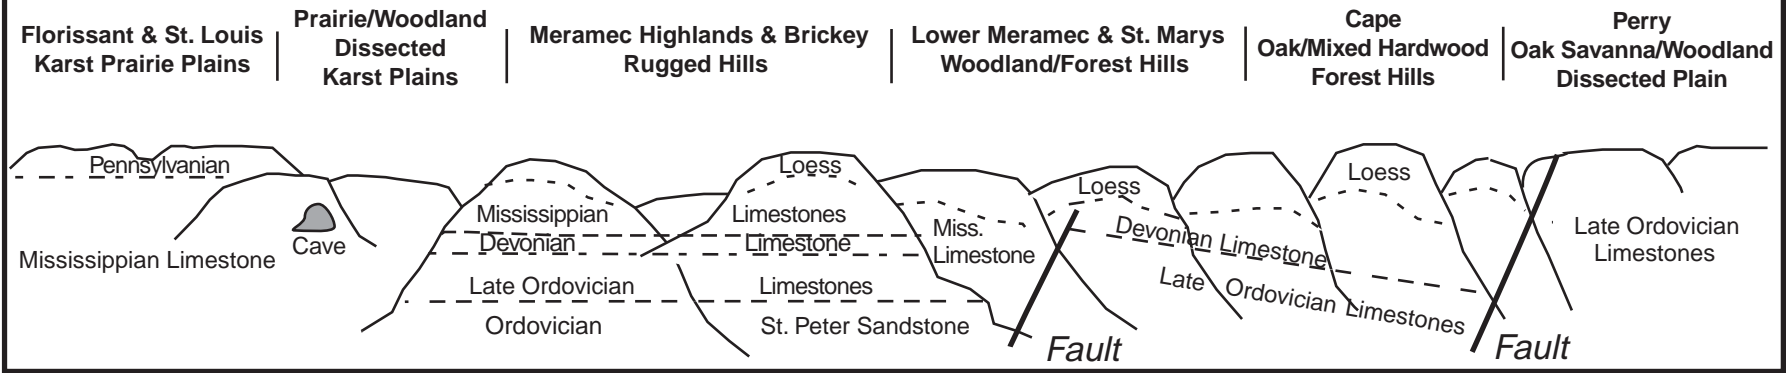 Florissant & St. Louis
Karst Prairie Plains
Prairie/Woodland
Dissected
Karst Plains
Meramec Highlands & Brickey
Rugged Hills
Lower Meramec & St. Marys
Woodland/Forest Hills
Cape
Oak/Mixed Hardwood
Forest Hills
Perry
Oak Savanna/Woodland
Dissected Plain
Pennsylvanian
Mississippian Limestone
Cave
Mississippian
Devonian
Late Ordovician
Ordovician
Loess
Limestones
Limestone
Limestones
St. Peter Sandstone
Miss.
Limestone
Loess
Devonian Limestone
Late Ordovician Limestones
Fault
Loess
Fault
Late Ordovician
Limestones